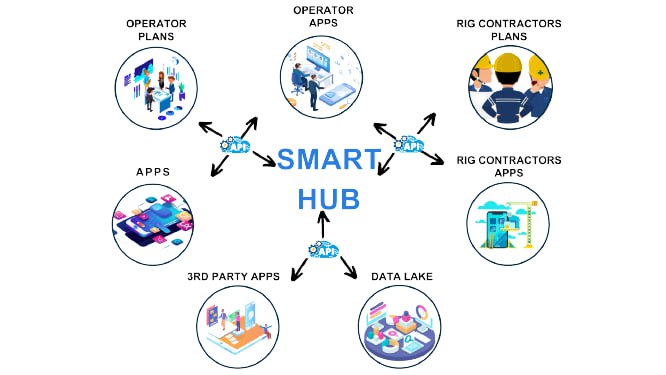 OPERATOR
PLANS
OPERATOR
APPS
RIG CONTRACTORS
PLANS
API
SMART
HUB
API
APPS
RIG CONTRACTORS
APPS
API
3RD PARTY APPS
DATA LAKE